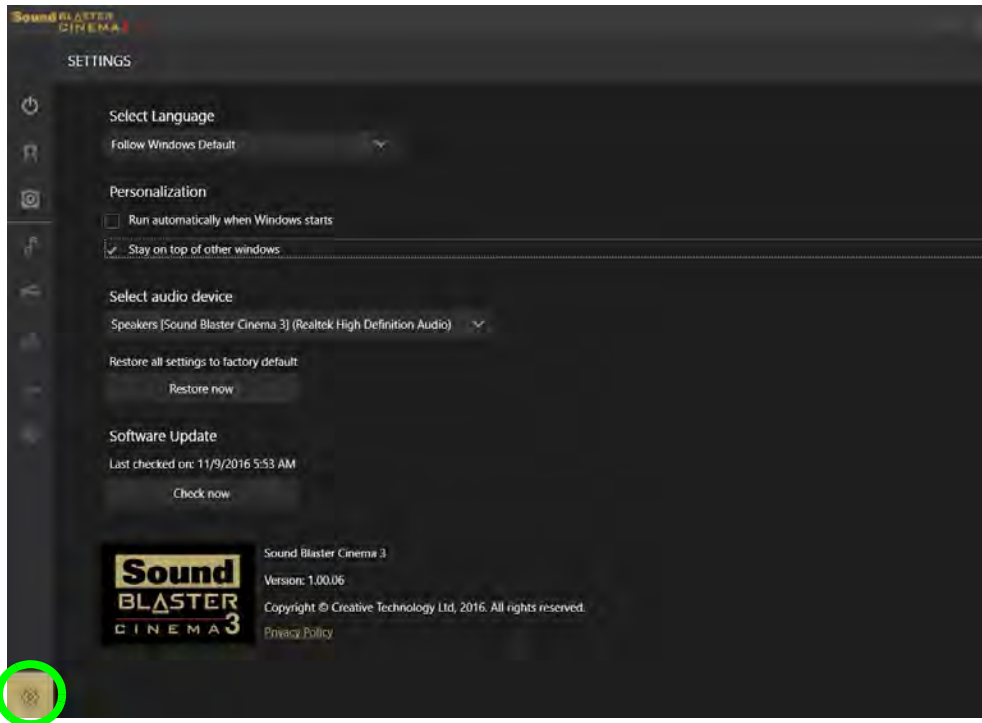 Sound BLASTER
CINEMA 3
SETTINGS
Select Language
Follow Windows Default
Personalization
Run automatically when Windows starts
Stay on top of other windows
Select audio device
Speakers [Sound Blaster Cinema 3] (Realtek High Definition Audio)
Restore all settings to factory default
Restore now
Software Update
Last checked on: 11/9/2016 5:53 AM
Check now
Sound
BLASTER
CINEMA 3
Sound Blaster Cinema 3
Version: 1.00.06
Copyright © Creative Technology Ltd, 2016. All rights reserved.
Privacy Policy